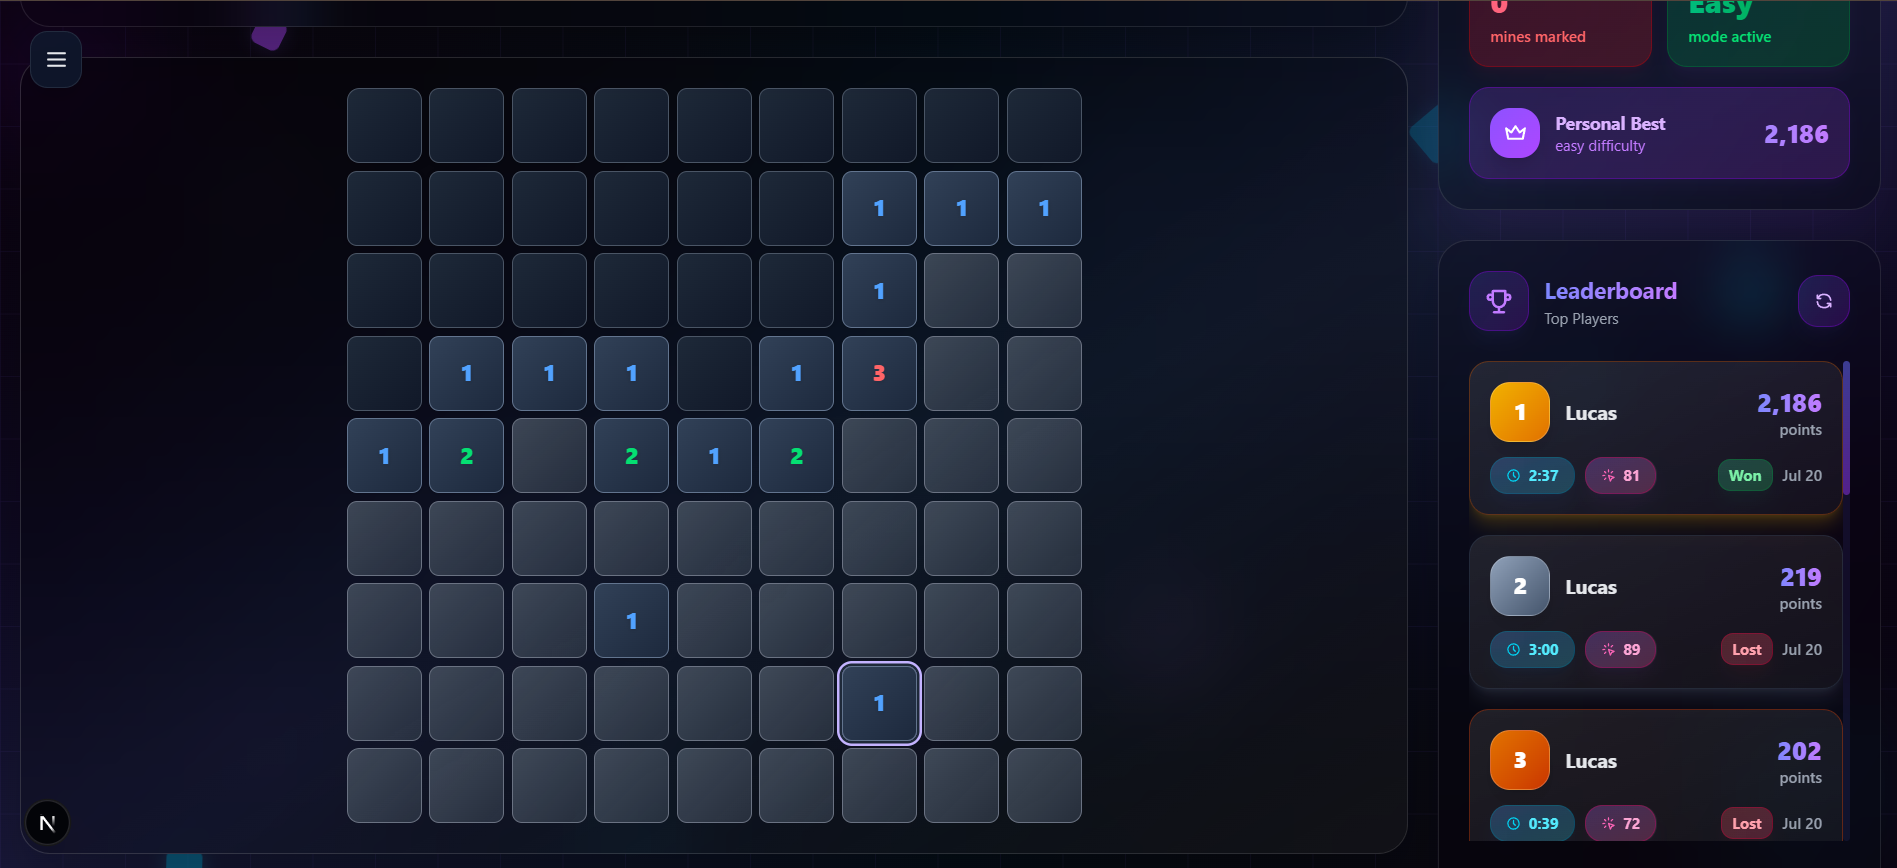 1 1 1
1
1 1 1 1 3
1 2 2 1 2
1
1
N
0
mines marked
Easy
mode active
Personal Best
easy difficulty
2,186
Leaderboard
Top Players
1
Lucas
2,186
points
2:37
81
Won
Jul 20
2
Lucas
219
points
3:00
89
Lost
Jul 20
3
Lucas
202
points
0:39
72
Lost
Jul 20